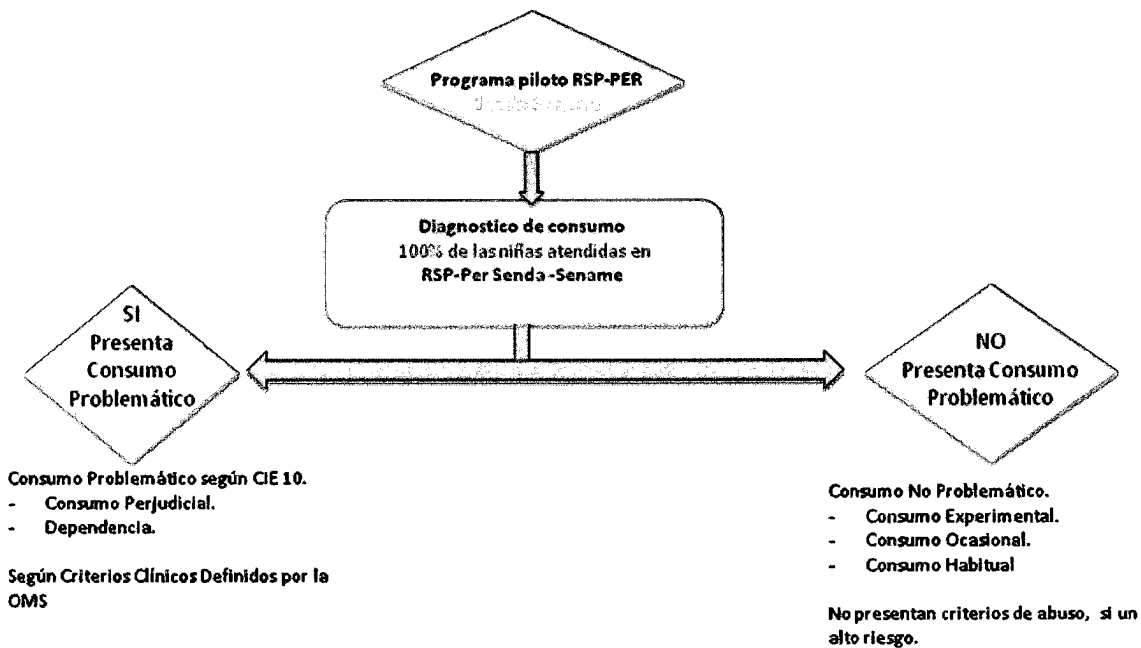 Programa piloto RSP-PER
Diagnostico de consumo
100% de las niñas atendidas en
RSP-Per Senda-Sename
SI
Presenta
Consumo
Problemático
NO
Presenta Consumo
Problemático
Consumo Problemático según CIE 10.
- Consumo Perjudicial.
- Dependencia.
Según Criterios Clínicos Definidos por la
OMS
Consumo No Problemático.
- Consumo Experimental.
- Consumo Ocasional.
- Consumo Habitual
No presentan criterios de abuso, si un
alto riesgo.